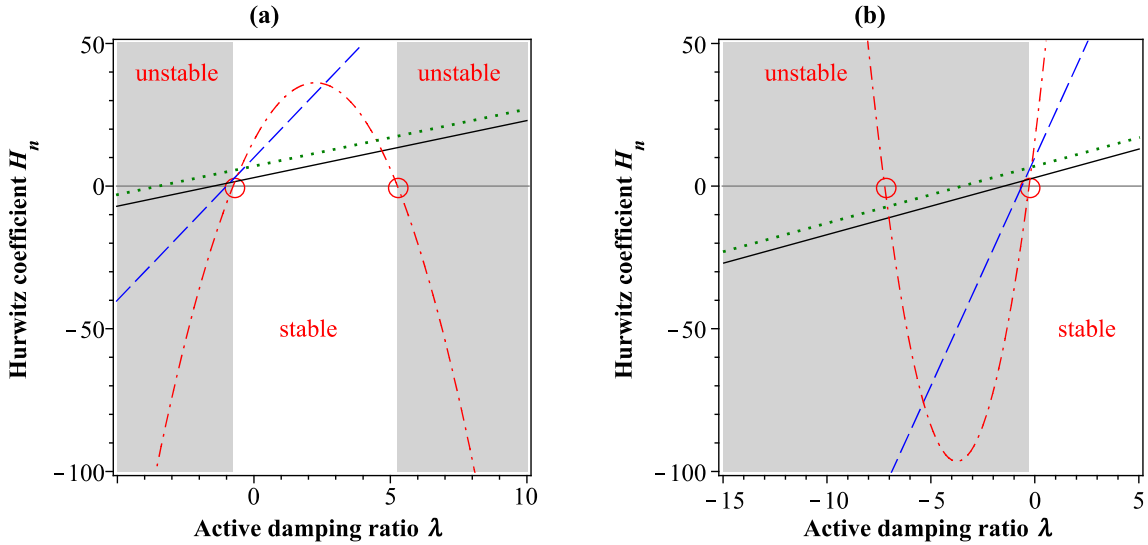 (a)
50
0
−50
−100
Hurwitz coefficient H_n
unstable
unstable
stable
−5
0
5
10
Active damping ratio λ
(b)
50
0
−50
−100
Hurwitz coefficient H_n
unstable
stable
−15
−10
−5
0
5
Active damping ratio λ